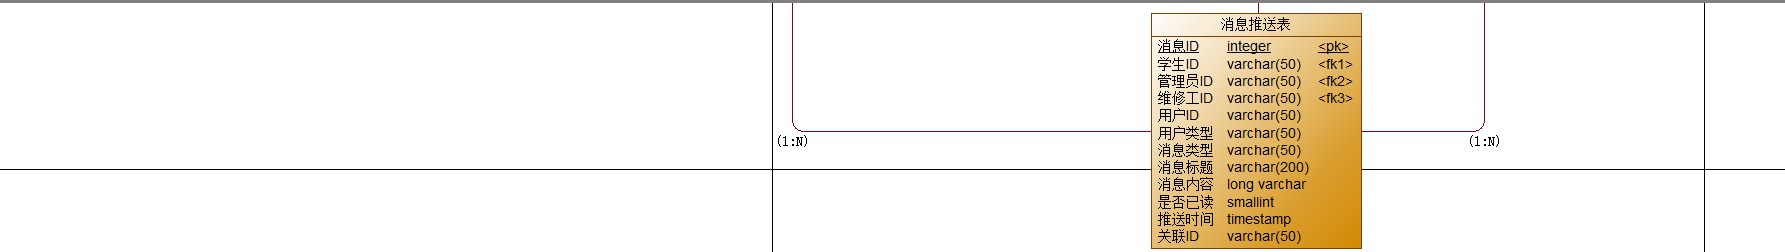 消息推送表
消息ID integer <pk>
学生ID varchar(50) <fk1>
管理员ID varchar(50) <fk2>
维修工ID varchar(50) <fk3>
用户ID varchar(50)
用户类型 varchar(50)
消息类型 varchar(50)
消息标题 varchar(200)
消息内容 long varchar
是否已读 smallint
推送时间 timestamp
关联ID varchar(50)
(1:N)
(1:N)